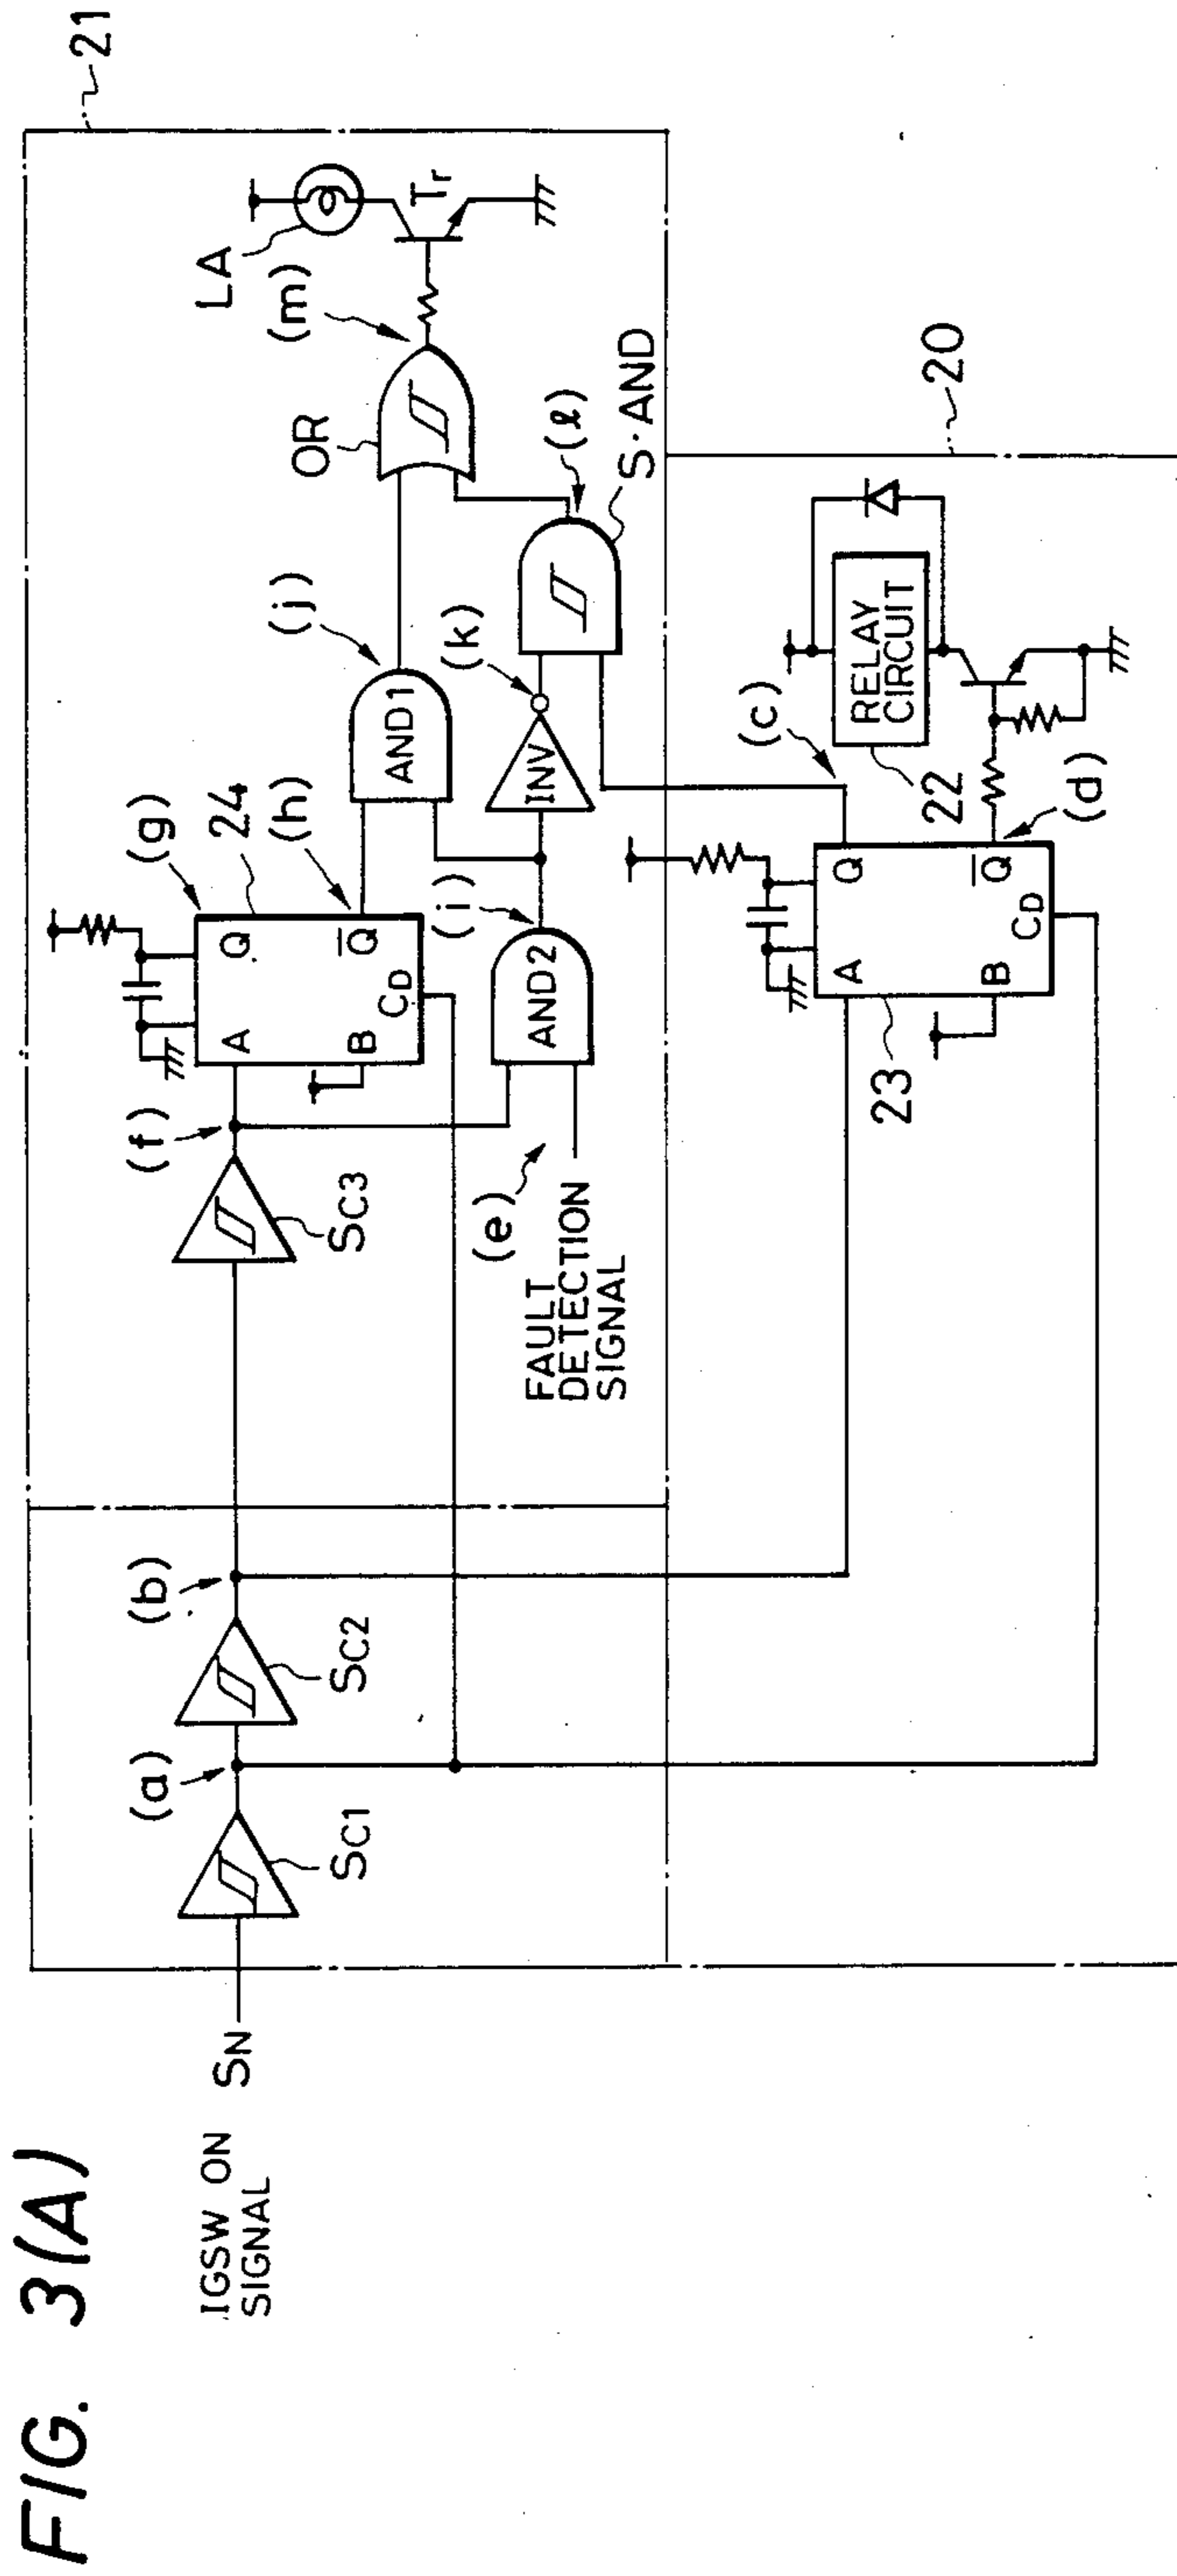 FIG. 3(A)
21
IGSW ON
SIGNAL
SN
SC1
(a)
SC2
(b)
SC3
(f)
(g)
24
A
Q
B
Q
CD
(h)
(e)
FAULT
DETECTION
SIGNAL
AND2
(i)
AND1
(j)
INV
(k)
S·AND
(ℓ)
OR
(m)
LA
Tr
20
23
A
Q
B
Q
CD
(c)
(d)
22
RELAY
CIRCUIT